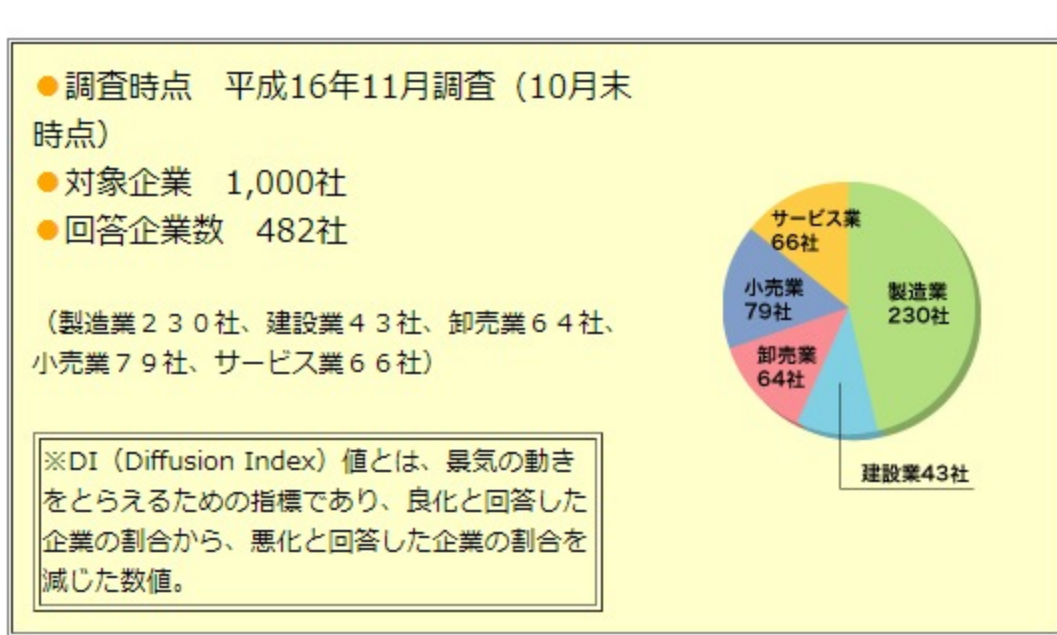 ●調査時点　平成16年11月調査（10月末
時点）
●対象企業　1,000社
●回答企業数　482社
（製造業２３０社、建設業４３社、卸売業６４社、
小売業７９社、サービス業６６社）
※DI（Diffusion Index）値とは、景気の動き
をとらえるための指標であり、良化と回答した
企業の割合から、悪化と回答した企業の割合を
減じた数値。
サービス業
66社
小売業
79社
製造業
230社
卸売業
64社
建設業43社